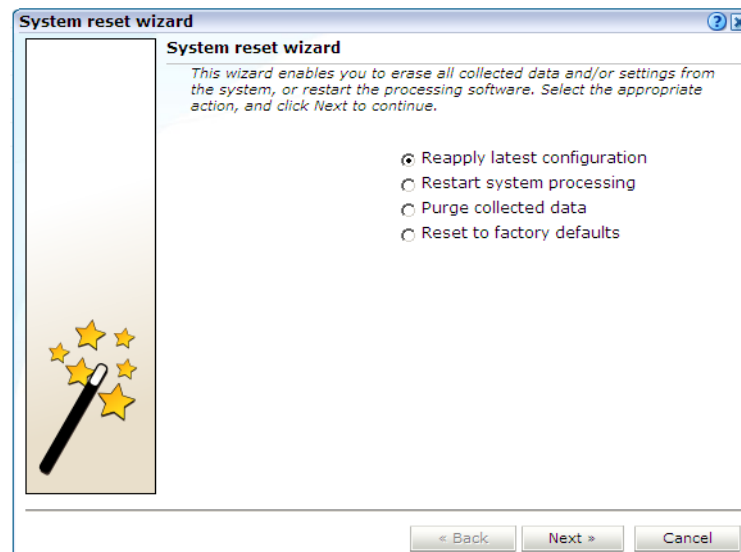 System reset wizard
System reset wizard
This wizard enables you to erase all collected data and/or settings from
the system, or restart the processing software. Select the appropriate
action, and click Next to continue.
Reapply latest configuration
Restart system processing
Purge collected data
Reset to factory defaults
« Back Next » Cancel